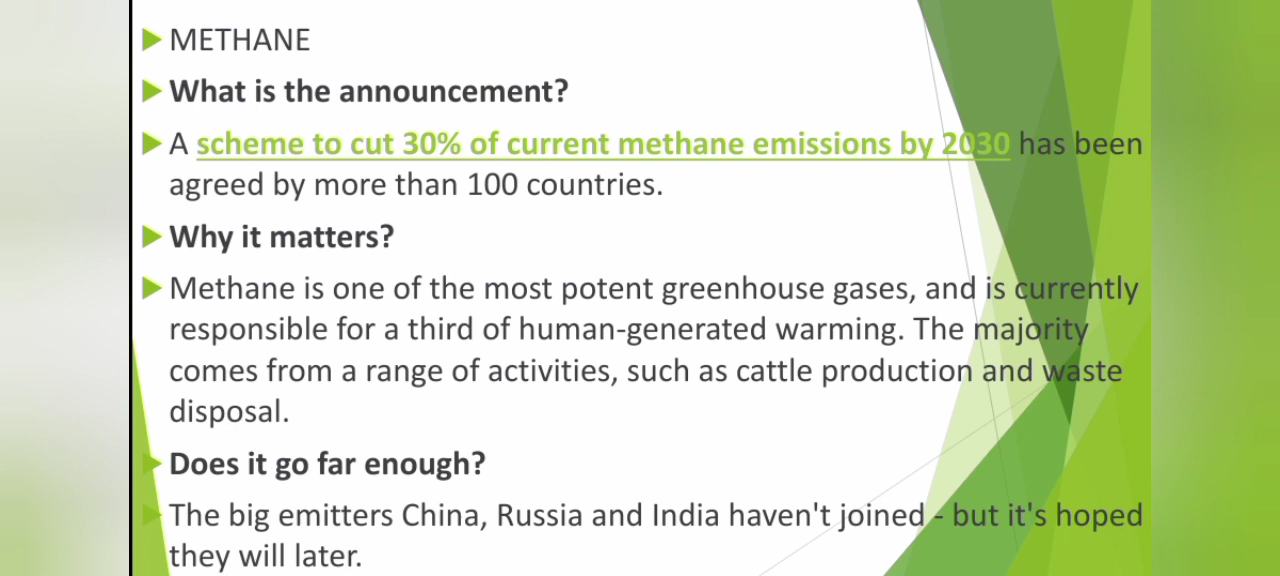 METHANE
What is the announcement?
A scheme to cut 30% of current methane emissions by 2030 has been
agreed by more than 100 countries.
Why it matters?
Methane is one of the most potent greenhouse gases, and is currently
responsible for a third of human-generated warming. The majority
comes from a range of activities, such as cattle production and waste
disposal.
Does it go far enough?
The big emitters China, Russia and India haven't joined - but it's hoped
they will later.